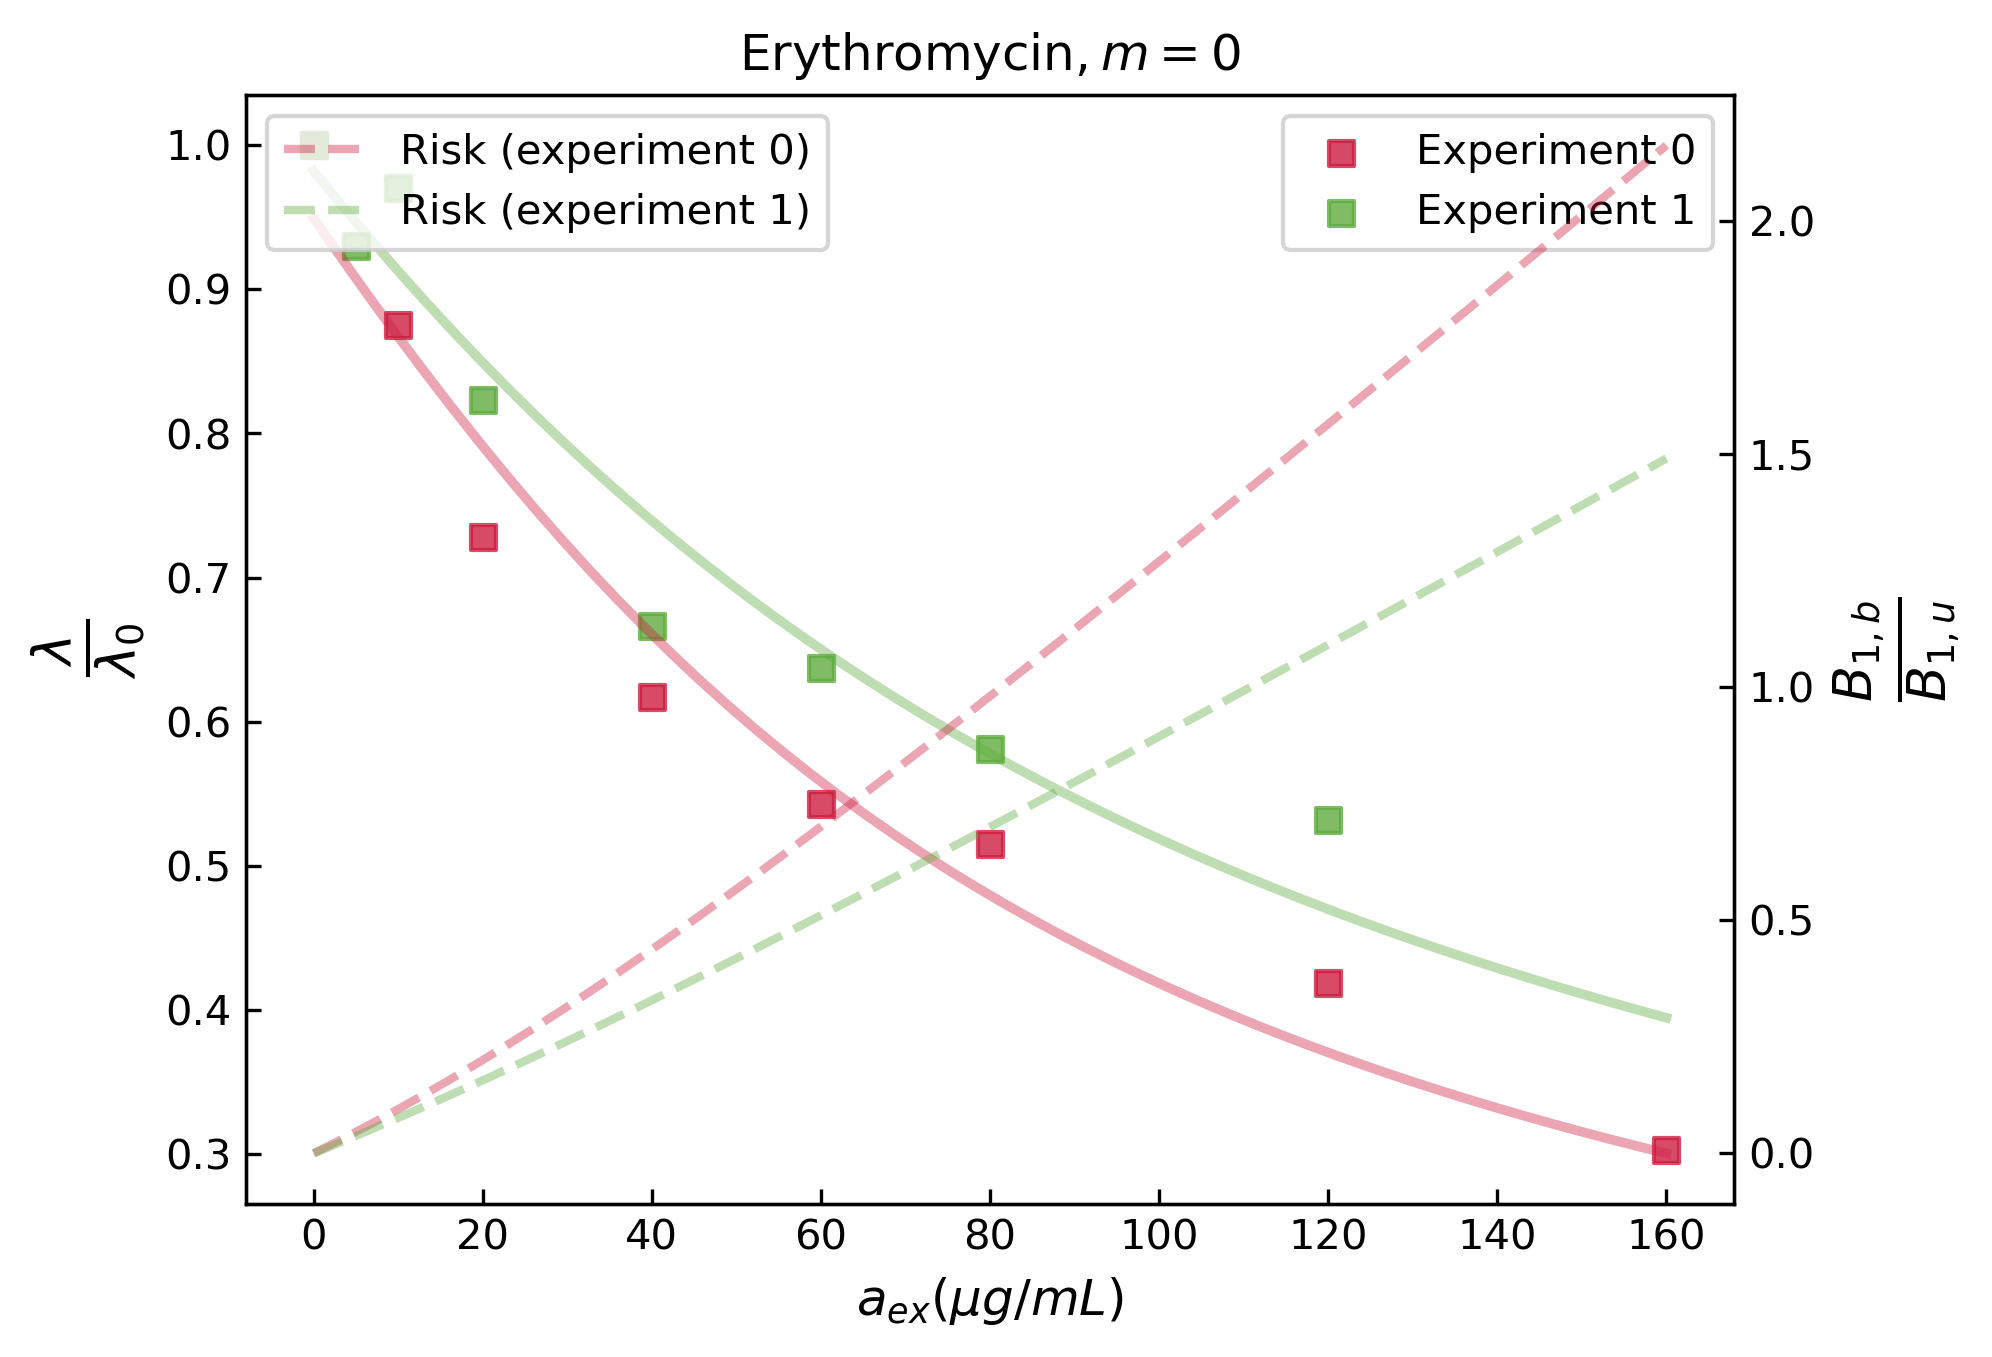 Erythromycin, m = 0
Risk (experiment 0)
Risk (experiment 1)
Experiment 0
Experiment 1
1.0
0.9
0.8
0.7
0.6
0.5
0.4
0.3
λ
λ0
2.0
1.5
1.0
0.5
0.0
B1, b
B1, u
0 20 40 60 80 100 120 140 160
aex(μg/mL)